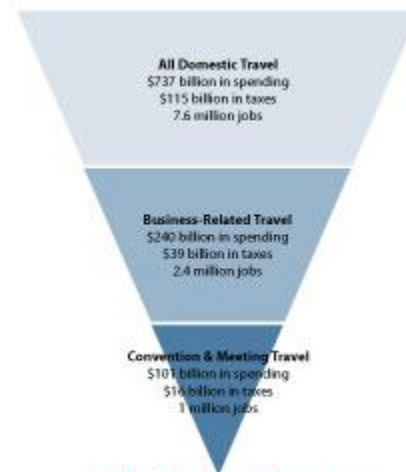 All Domestic Travel
$737 billion in spending
$115 billion in taxes
7.6 million jobs
Business-Related Travel
$240 billion in spending
$39 billion in taxes
2.4 million jobs
Convention & Meeting Travel
$101 billion in spending
$16 billion in taxes
1 million jobs